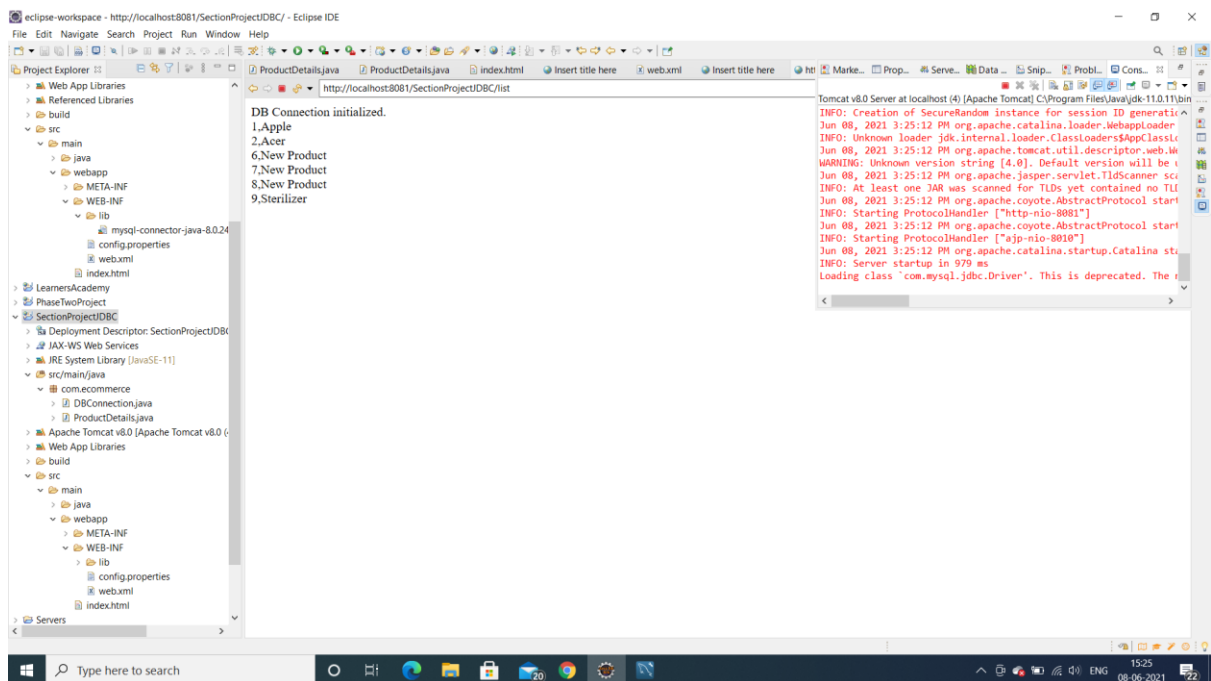 eclipse-workspace - http://localhost:8081/SectionProjectJDBC/ - Eclipse IDE
File Edit Navigate Search Project Run Window Help
Project Explorer
Web App Libraries
Referenced Libraries
build
src
main
java
webapp
META-INF
WEB-INF
lib
mysql-connector-java-8.0.24
config.properties
web.xml
index.html
LearnersAcademy
PhaseTwoProject
SectionProjectJDBC
Deployment Descriptor: SectionProjectJDB
JAX-WS Web Services
JRE System Library [JavaSE-11]
src/main/java
com.ecommerce
DBConnection.java
ProductDetails.java
Apache Tomcat v8.0 [Apache Tomcat v8.0 (
Web App Libraries
build
src
main
java
webapp
META-INF
WEB-INF
lib
config.properties
web.xml
index.html
Servers
ProductDetails.java ProductDetails.java index.html Insert title here web.xml Insert title here htt
http://localhost:8081/SectionProjectJDBC/list
DB Connection initialized.
1,Apple
2,Acer
6,New Product
7,New Product
8,New Product
9,Sterilizer
Marke... Prop... Serve... Data ... Snip... Probl... Cons...
Tomcat v8.0 Server at localhost (4) [Apache Tomcat] C:\Program Files\Java\jdk-11.0.11\bin
INFO: Creation of SecureRandom instance for session ID generatio
Jun 08, 2021 3:25:12 PM org.apache.catalina.loader.WebappLoader
INFO: Unknown loader jdk.internal.loader.ClassLoaders$AppClassLo
Jun 08, 2021 3:25:12 PM org.apache.tomcat.util.descriptor.web.We
WARNING: Unknown version string [4.0]. Default version will be u
Jun 08, 2021 3:25:12 PM org.apache.jasper.servlet.TldScanner sca
INFO: At least one JAR was scanned for TLDs yet contained no TLD
Jun 08, 2021 3:25:12 PM org.apache.coyote.AbstractProtocol start
INFO: Starting ProtocolHandler ["http-nio-8081"]
Jun 08, 2021 3:25:12 PM org.apache.coyote.AbstractProtocol start
INFO: Starting ProtocolHandler ["ajp-nio-8010"]
Jun 08, 2021 3:25:12 PM org.apache.catalina.startup.Catalina sta
INFO: Server startup in 979 ms
Loading class `com.mysql.jdbc.Driver'. This is deprecated. The
Type here to search
20
ENG
15:25
08-06-2021
22